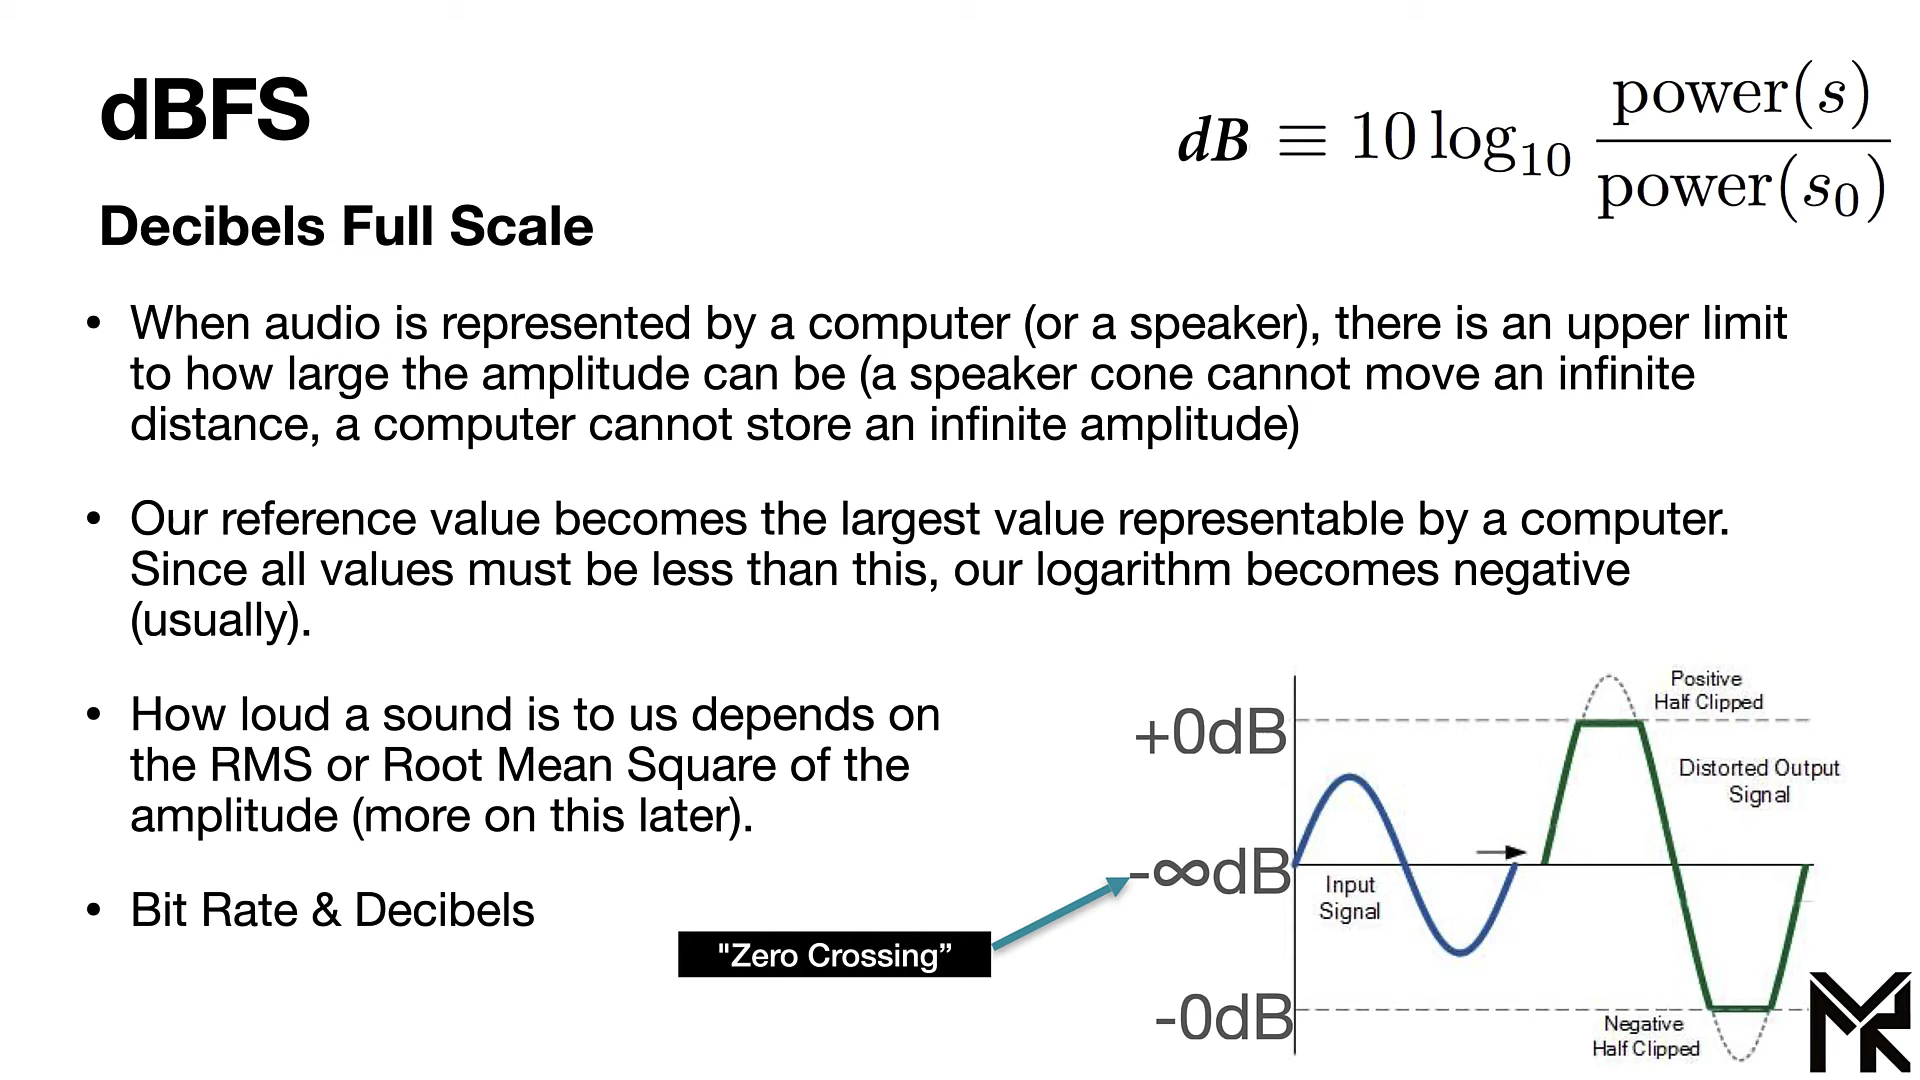 dBFS
dB ≡ 10 log₁₀ power(s) / power(s₀)
Decibels Full Scale
• When audio is represented by a computer (or a speaker), there is an upper limit
to how large the amplitude can be (a speaker cone cannot move an infinite
distance, a computer cannot store an infinite amplitude)
• Our reference value becomes the largest value representable by a computer.
Since all values must be less than this, our logarithm becomes negative
(usually).
• How loud a sound is to us depends on
the RMS or Root Mean Square of the
amplitude (more on this later).
• Bit Rate & Decibels
"Zero Crossing”
+0dB
-∞dB
-0dB
Input
Signal
Positive
Half Clipped
Distorted Output
Signal
Negative
Half Clipped